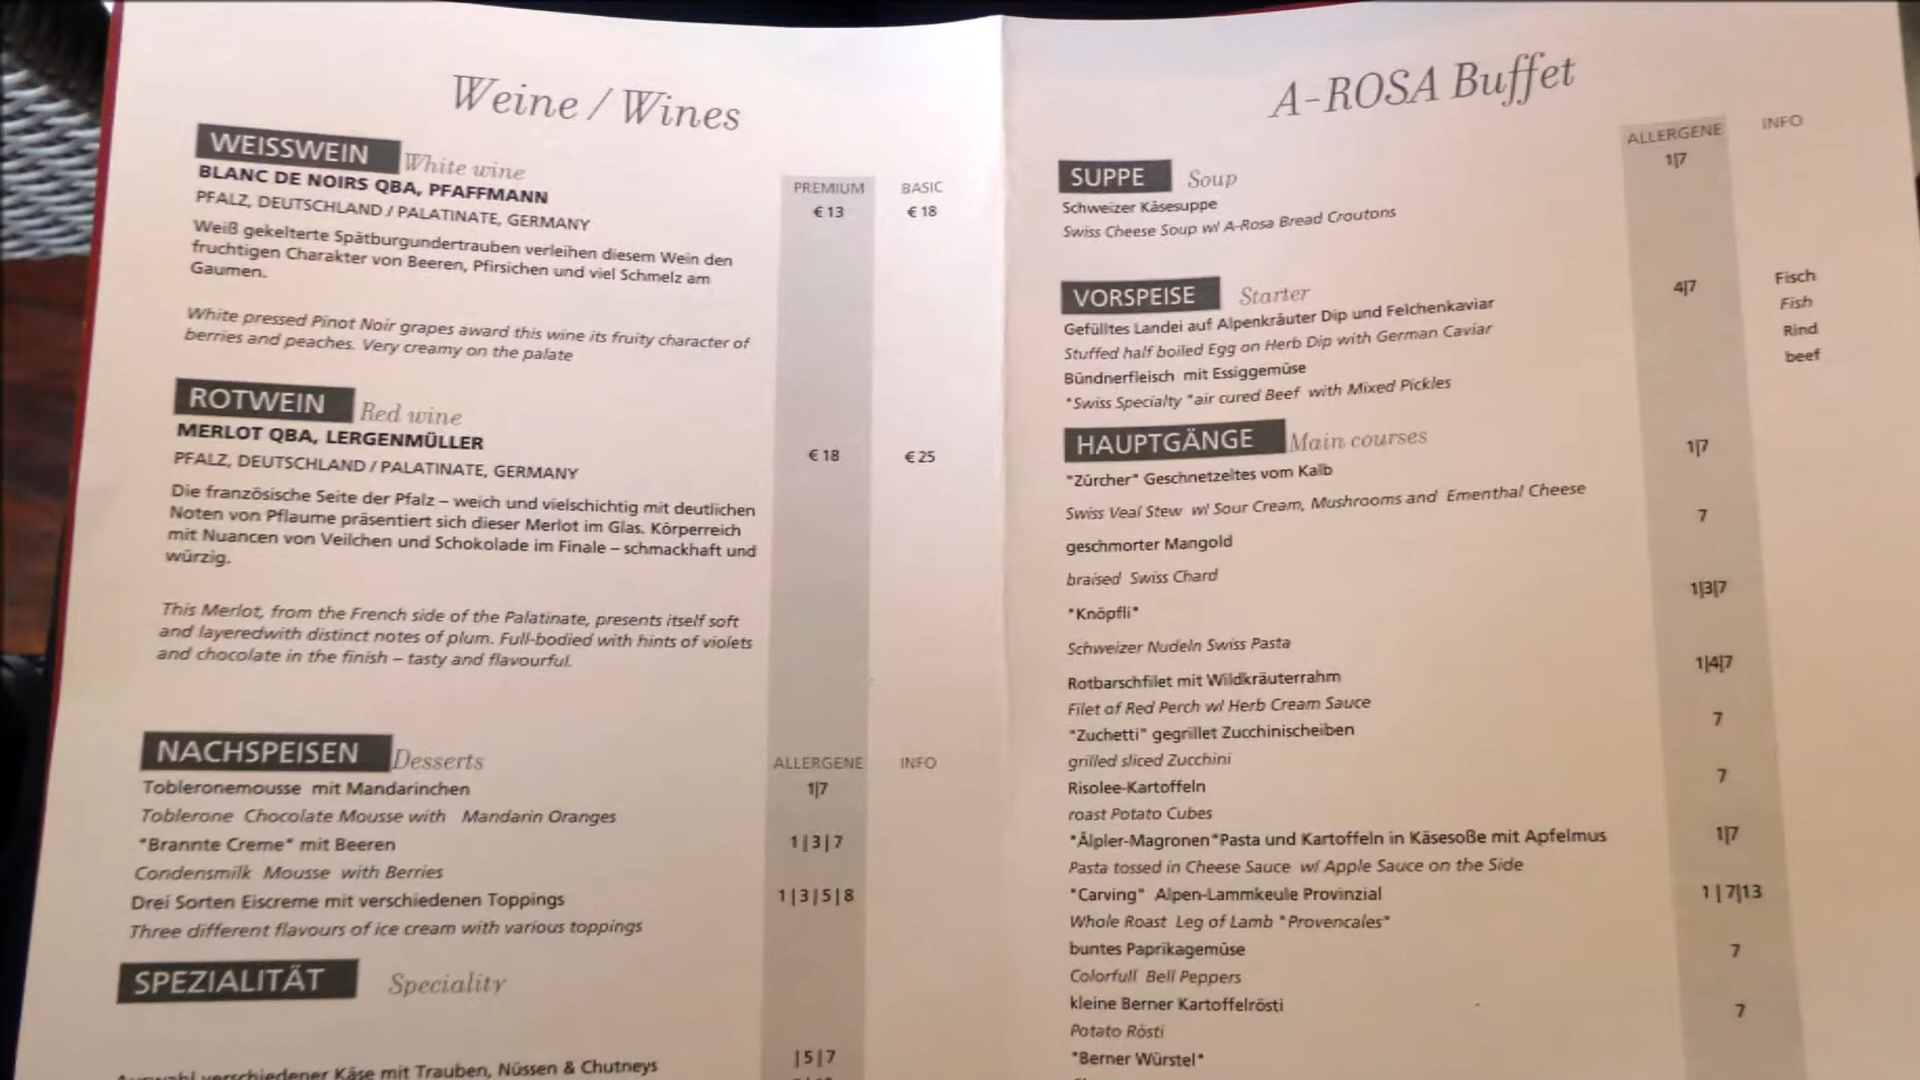 Weine / Wines
WEISSWEIN White wine
BLANC DE NOIRS QBA, PFAFFMANN
PREMIUM BASIC
PFALZ, DEUTSCHLAND / PALATINATE, GERMANY
€ 13 € 18
Weiß gekelterte Spätburgundertrauben verleihen diesem Wein den
fruchtigen Charakter von Beeren, Pfirsichen und viel Schmelz am
Gaumen.
White pressed Pinot Noir grapes award this wine its fruity character of
berries and peaches. Very creamy on the palate
ROTWEIN Red wine
MERLOT QBA, LERGENMÜLLER
€ 18 € 25
PFALZ, DEUTSCHLAND / PALATINATE, GERMANY
Die französische Seite der Pfalz – weich und vielschichtig mit deutlichen
Noten von Pflaume präsentiert sich dieser Merlot im Glas. Körperreich
mit Nuancen von Veilchen und Schokolade im Finale – schmackhaft und
würzig.
This Merlot, from the French side of the Palatinate, presents itself soft
and layeredwith distinct notes of plum. Full-bodied with hints of violets
and chocolate in the finish – tasty and flavourful.
NACHSPEISEN Desserts ALLERGENE INFO
Tobleronemousse mit Mandarinchen 1|7
Toblerone Chocolate Mousse with Mandarin Oranges
"Brannte Creme" mit Beeren 1|3|7
Condensmilk Mousse with Berries
Drei Sorten Eiscreme mit verschiedenen Toppings 1|3|5|8
Three different flavours of ice cream with various toppings
SPEZIALITÄT Speciality
|5|7
verschiedener Käse mit Trauben, Nüssen & Chutneys
A-ROSA Buffet
ALLERGENE INFO
1|7
SUPPE Soup
Schweizer Käsesuppe
Swiss Cheese Soup w/ A-Rosa Bread Croutons
VORSPEISE Starter 4|7 Fisch
Gefülltes Landei auf Alpenkräuter Dip und Felchenkaviar Fish
Stuffed half boiled Egg on Herb Dip with German Caviar Rind
Bündnerfleisch mit Essiggemüse beef
"Swiss Specialty "air cured Beef with Mixed Pickles
HAUPTGÄNGE Main courses 1|7
"Zürcher" Geschnetzeltes vom Kalb
Swiss Veal Stew w/ Sour Cream, Mushrooms and Ementhal Cheese
geschmorter Mangold 7
braised Swiss Chard
"Knöpfli" 1|3|7
Schweizer Nudeln Swiss Pasta
Rotbarschfilet mit Wildkräuterrahm 1|4|7
Filet of Red Perch w/ Herb Cream Sauce
"Zuchetti" gegrillet Zucchinischeiben 7
grilled sliced Zucchini
Risolee-Kartoffeln 7
roast Potato Cubes
"Älpler-Magronen"Pasta und Kartoffeln in Käsesoße mit Apfelmus 1|7
Pasta tossed in Cheese Sauce w/ Apple Sauce on the Side
"Carving" Alpen-Lammkeule Provinzial 1 | 7|13
Whole Roast Leg of Lamb "Provencales"
buntes Paprikagemüse 7
Colorfull Bell Peppers
kleine Berner Kartoffelrösti 7
Potato Rösti
"Berner Würstel"